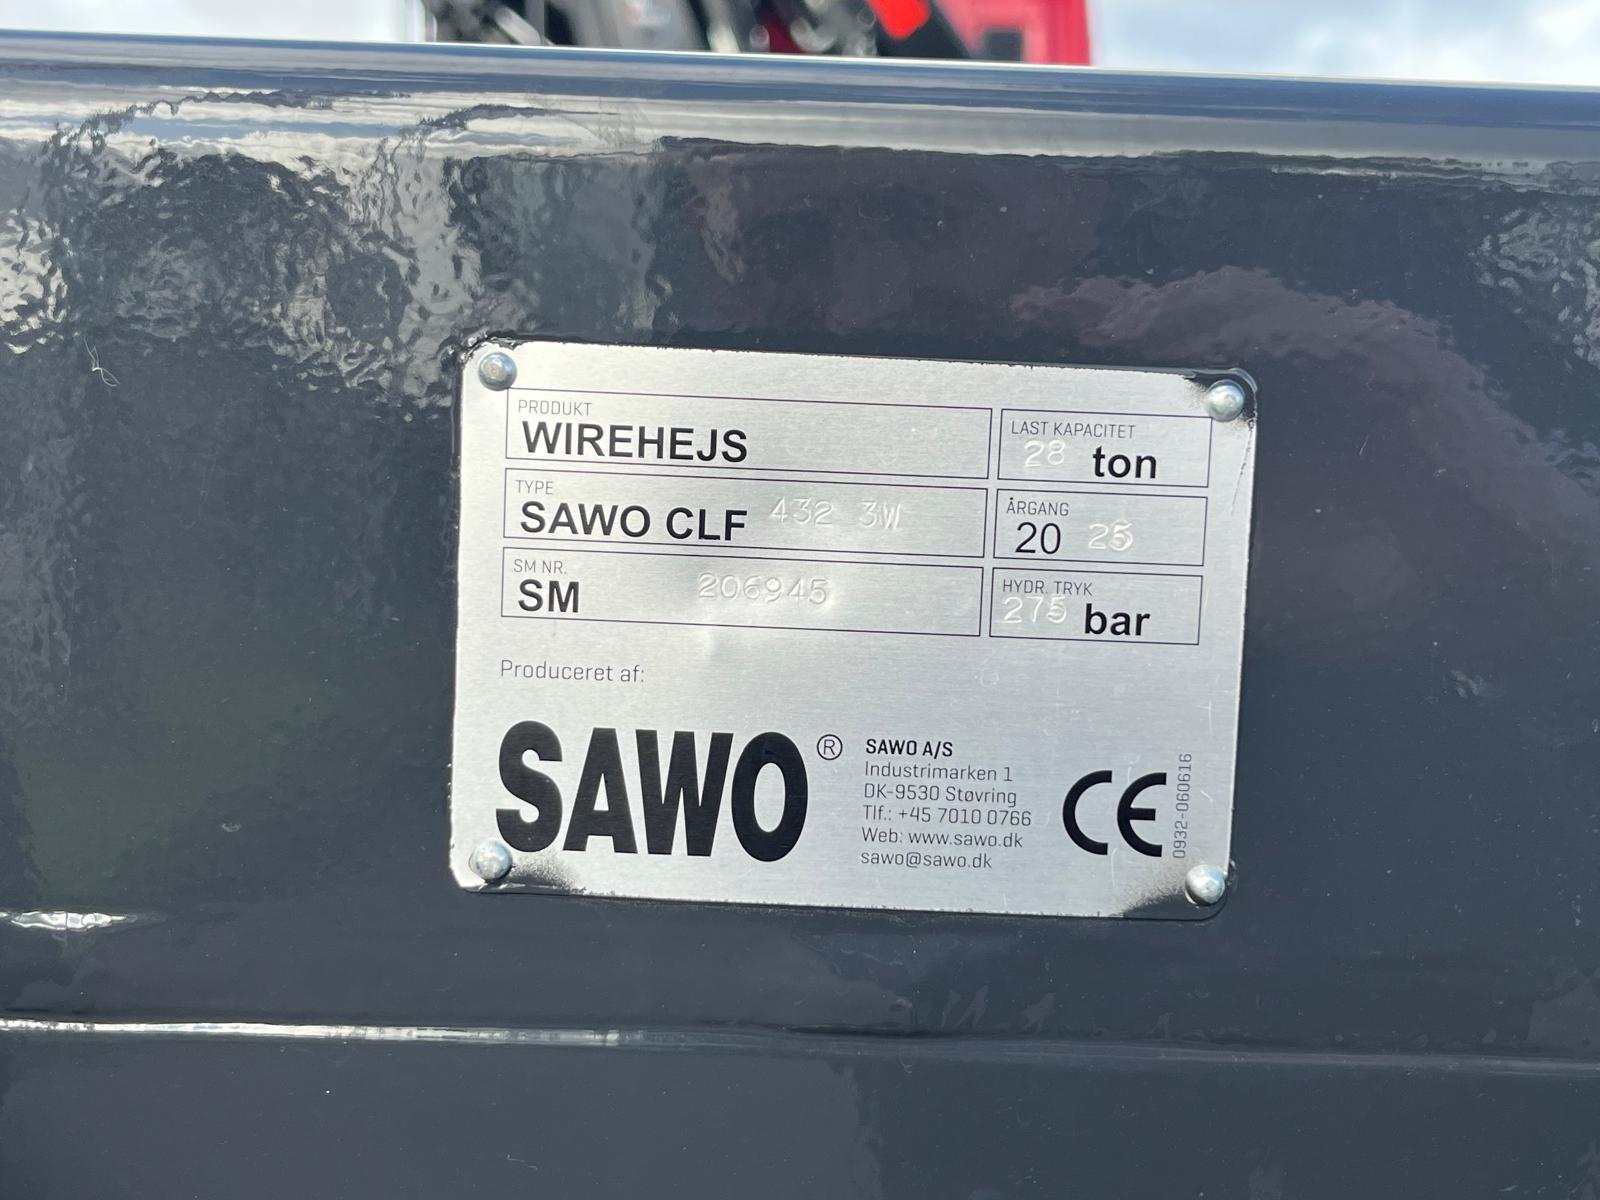 PRODUKT
WIREHEJS
LAST KAPACITET
28 ton
TYPE
SAWO CLF 432 3W
ÅRGANG
20 25
SM NR.
SM 206945
HYDR. TRYK
275 bar
Produceret af:
SAWO®
SAWO A/S
Industrimarken 1
DK-9530 Støvring
Tlf.: +45 7010 0766
Web: www.sawo.dk
sawo@sawo.dk
CE
0932-060616